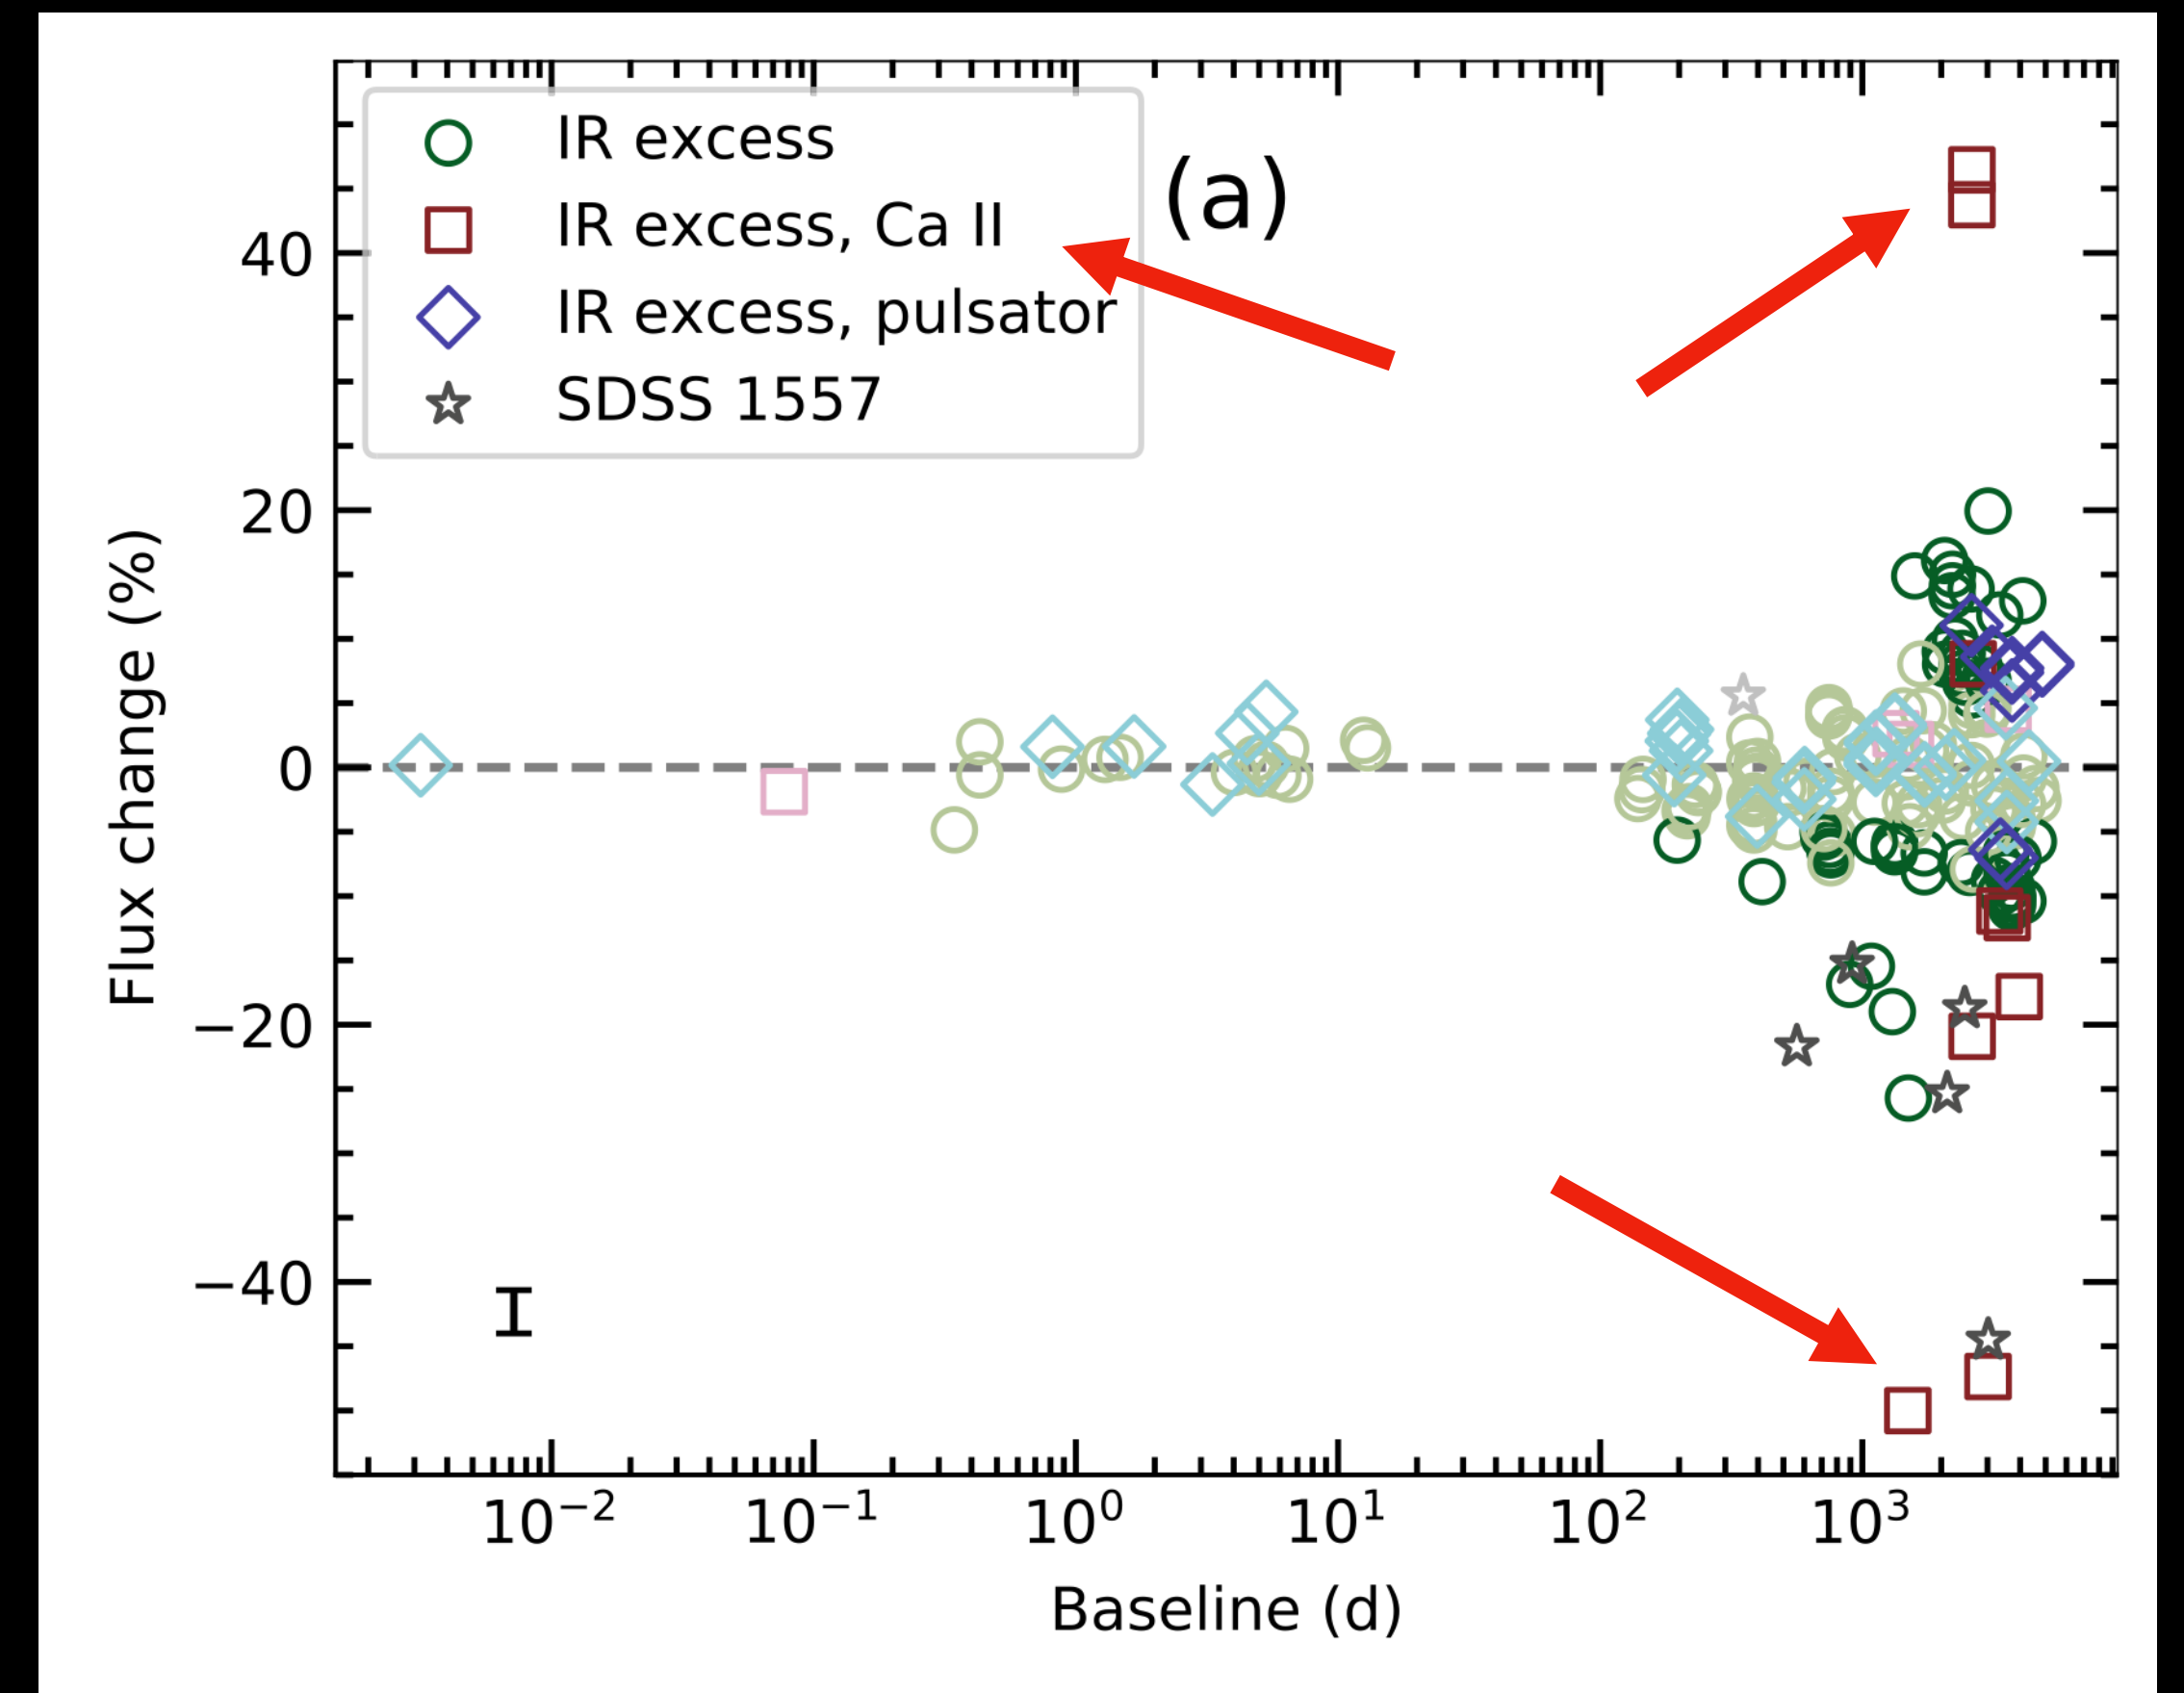 IR excess
IR excess, Ca II
IR excess, pulsator
SDSS 1557
(a)
40
20
0
−20
−40
Flux change (%)
10⁻² 10⁻¹ 10⁰ 10¹ 10² 10³
Baseline (d)